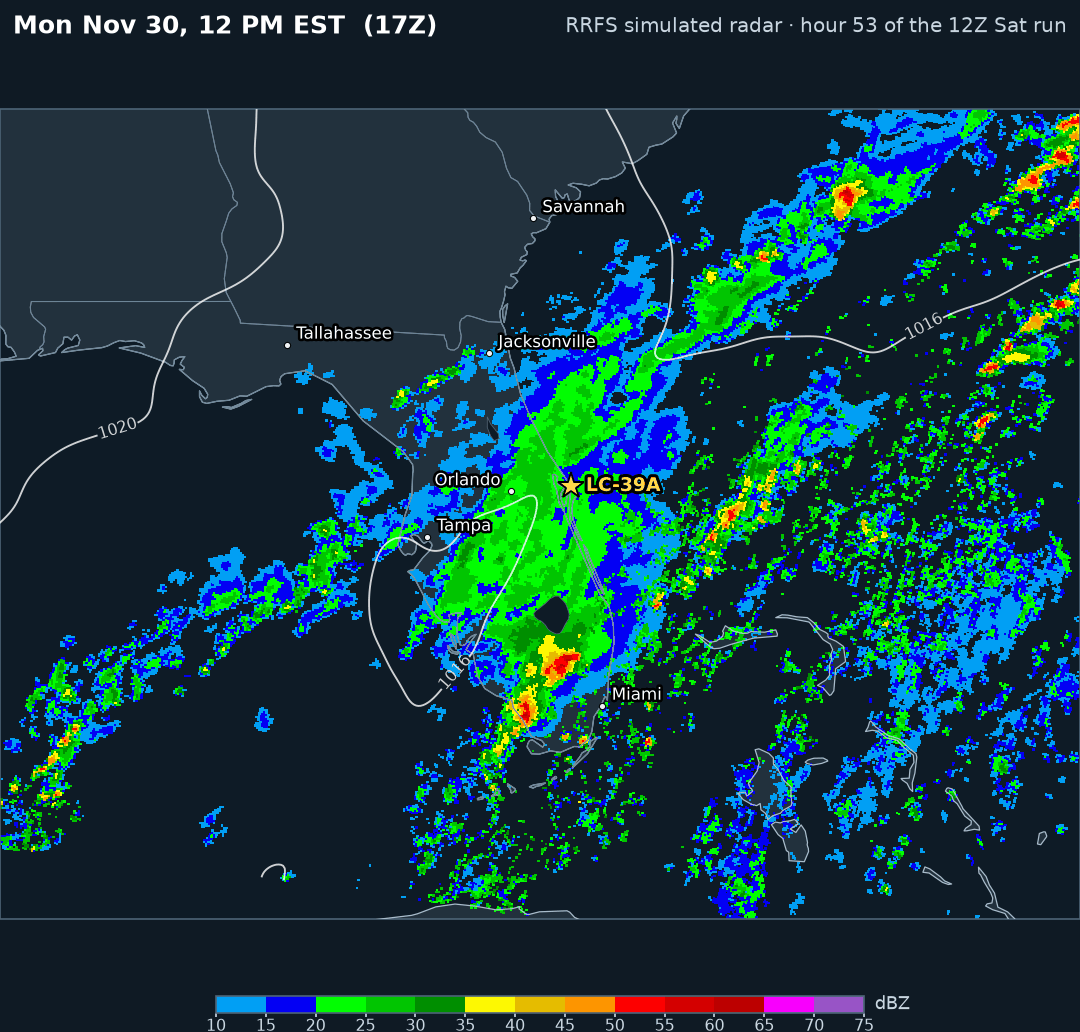 Mon Nov 30, 12 PM EST (17Z)
RRFS simulated radar · hour 53 of the 12Z Sat run
Savannah
Tallahassee
Jacksonville
1016
1020
Orlando
LC-39A
Tampa
1016
Miami
dBZ
10 15 20 25 30 35 40 45 50 55 60 65 70 75